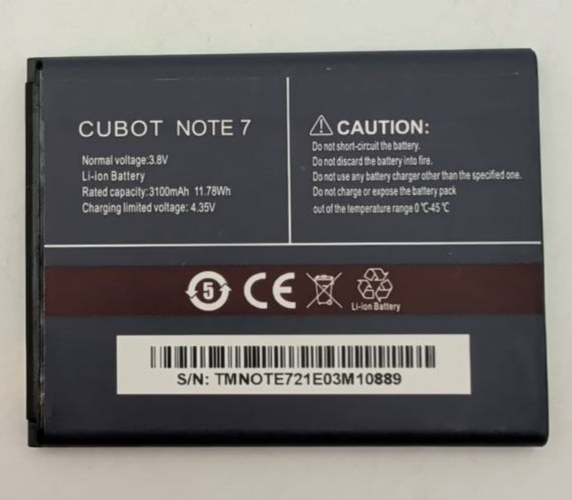 CUBOT NOTE 7
Normal voltage:3.8V
Li-ion Battery
Rated capacity:3100mAh 11.78Wh
Charging limited voltage:4.35V
CAUTION:
Do not short-circuit the battery.
Do not discard the battery into fire.
Do not use any battery charger other than the specified.
Do not charge or expose the battery pack
out of the temperature range 0 ℃-45 ℃
5
CE
Li-ion Battery
S/N: TMNOTE721E03M10889